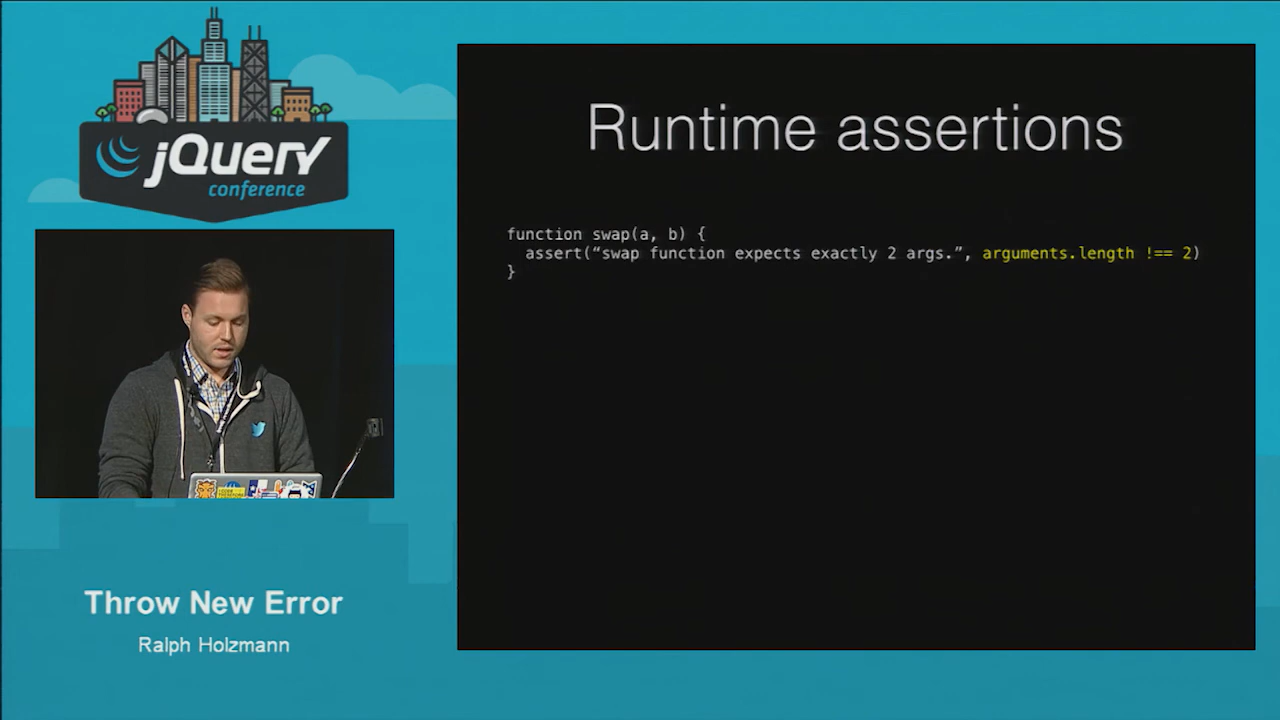 jQuery
conference
Runtime assertions
function swap(a, b) {
  assert(“swap function expects exactly 2 args.”, arguments.length !== 2)
}
Throw New Error
Ralph Holzmann